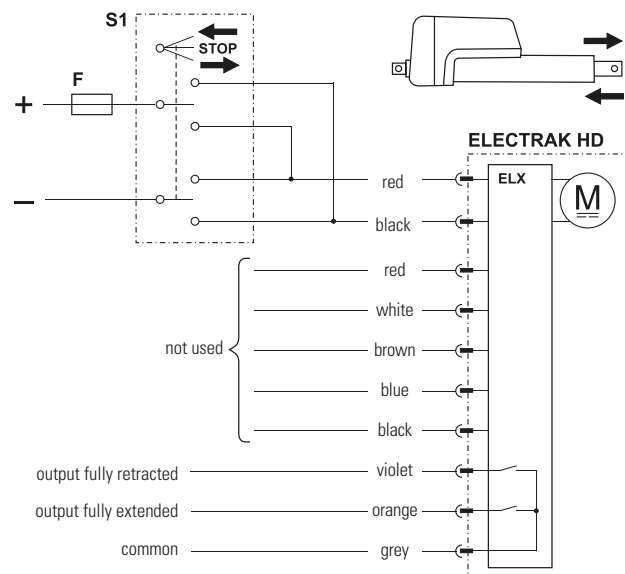 S1
STOP
F
+
−
ELECTRAK HD
ELX
M
red
black
red
white
not used
brown
blue
black
output fully retracted
violet
output fully extended
orange
common
grey